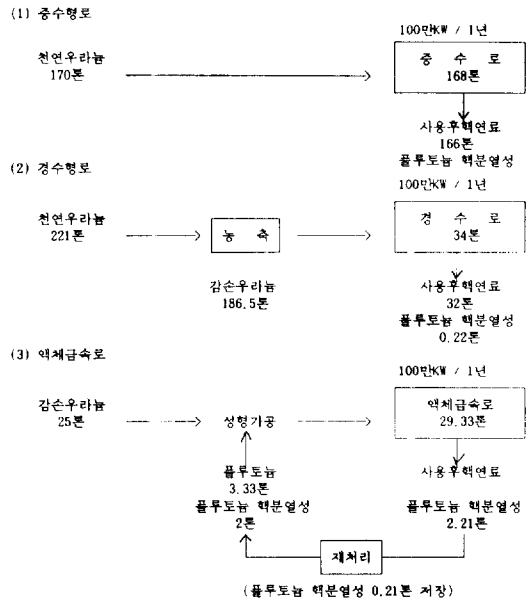 (1) 중수형로
100만KW / 1년
천연우라늄
170톤
중 수 로
168톤
사용후핵연료
166톤
플루토늄 핵분열성
(2) 경수형로
100만KW / 1년
천연우라늄
221톤
농 축
경 수 로
34톤
감손우라늄
186.5톤
사용후핵연료
32톤
플루토늄 핵분열성
0.22톤
(3) 액체금속로
100만KW / 1년
감손우라늄
25톤
성형가공
액체금속로
29.33톤
플루토늄
3.33톤
플루토늄 핵분열성
2톤
사용후핵연료
플루토늄 핵분열성
2.21톤
재처리
(플루토늄 핵분열성 0.21톤 저장)